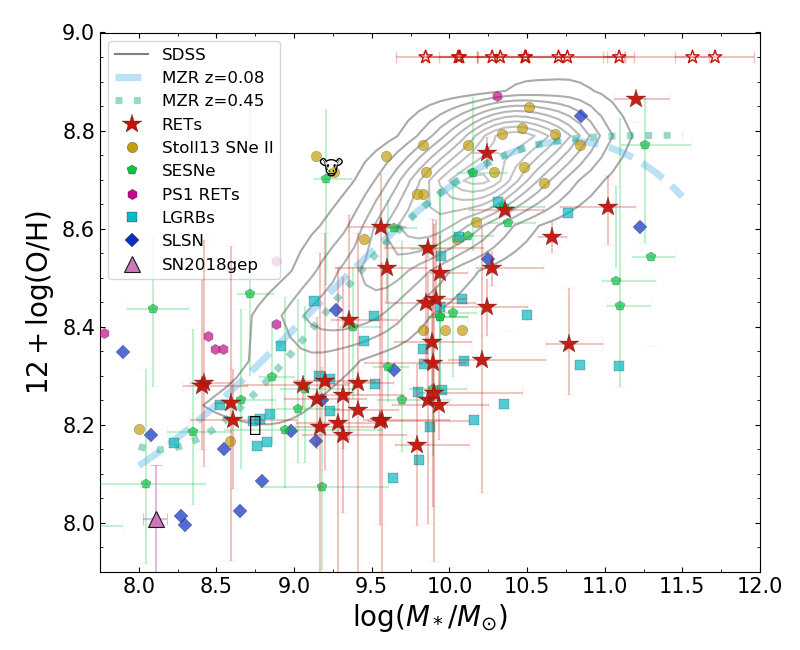 9.0
8.8
8.6
8.4
8.2
8.0
12 + log(O/H)
SDSS
MZR z=0.08
MZR z=0.45
RETs
Stoll13 SNe II
SESNe
PS1 RETs
LGRBs
SLSN
SN2018gep
8.0 8.5 9.0 9.5 10.0 10.5 11.0 11.5 12.0
log(M*/M⊙)